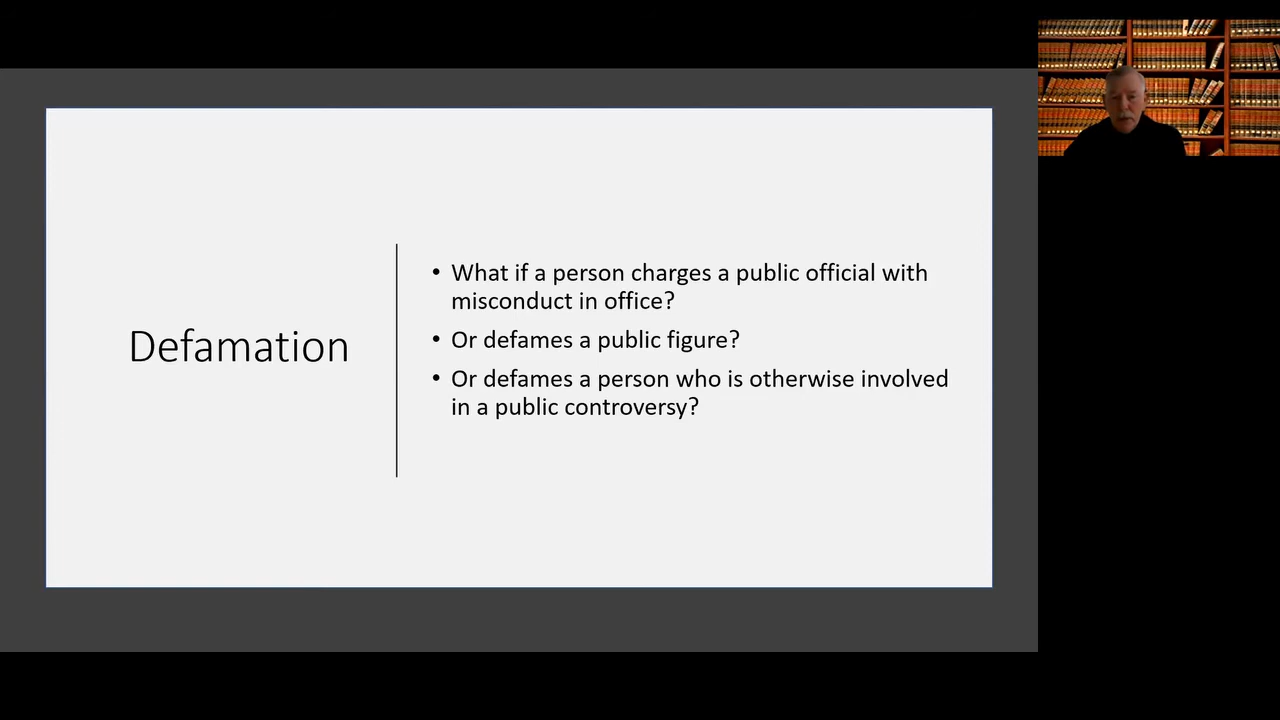 Defamation
• What if a person charges a public official with
misconduct in office?
• Or defames a public figure?
• Or defames a person who is otherwise involved
in a public controversy?